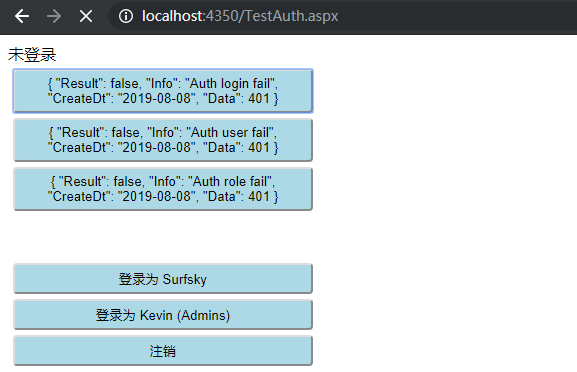 localhost:4350/TestAuth.aspx
未登录
{ "Result": false, "Info": "Auth login fail",
"CreateDt": "2019-08-08", "Data": 401 }
{ "Result": false, "Info": "Auth user fail",
"CreateDt": "2019-08-08", "Data": 401 }
{ "Result": false, "Info": "Auth role fail",
"CreateDt": "2019-08-08", "Data": 401 }
登录为 Surfsky
登录为 Kevin (Admins)
注销